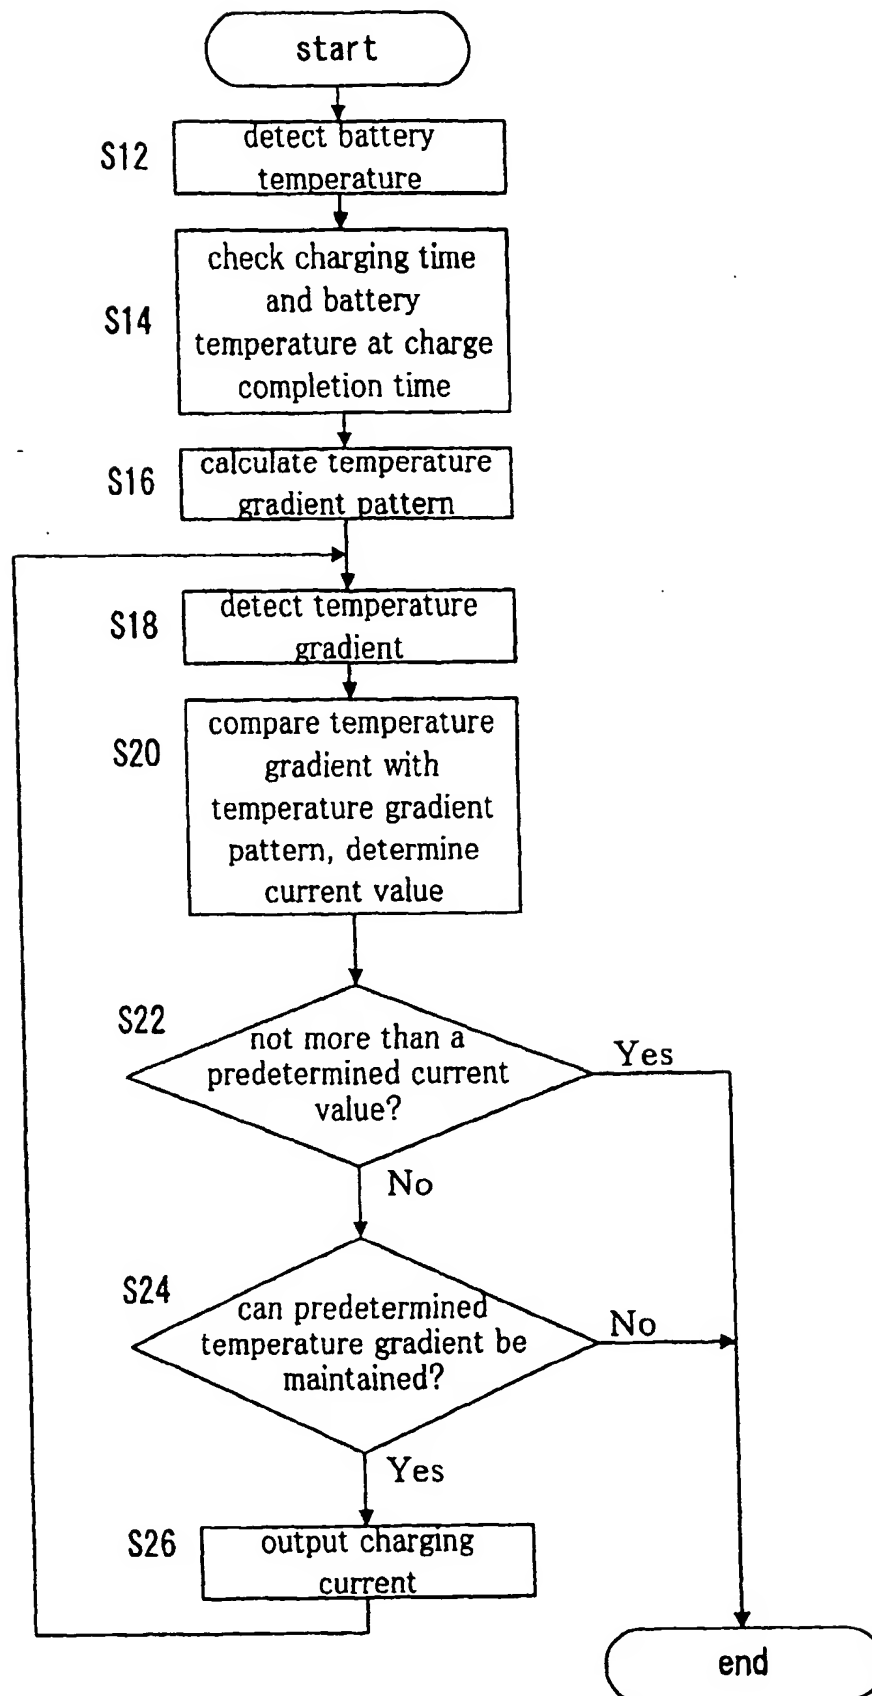 start
S12
detect battery
temperature
S14
check charging time
and battery
temperature at charge
completion time
S16
calculate temperature
gradient pattern
S18
detect temperature
gradient
S20
compare temperature
gradient with
temperature gradient
pattern, determine
current value
S22
not more than a
predetermined current
value?
Yes
No
S24
can predetermined
temperature gradient be
maintained?
No
Yes
S26
output charging
current
end